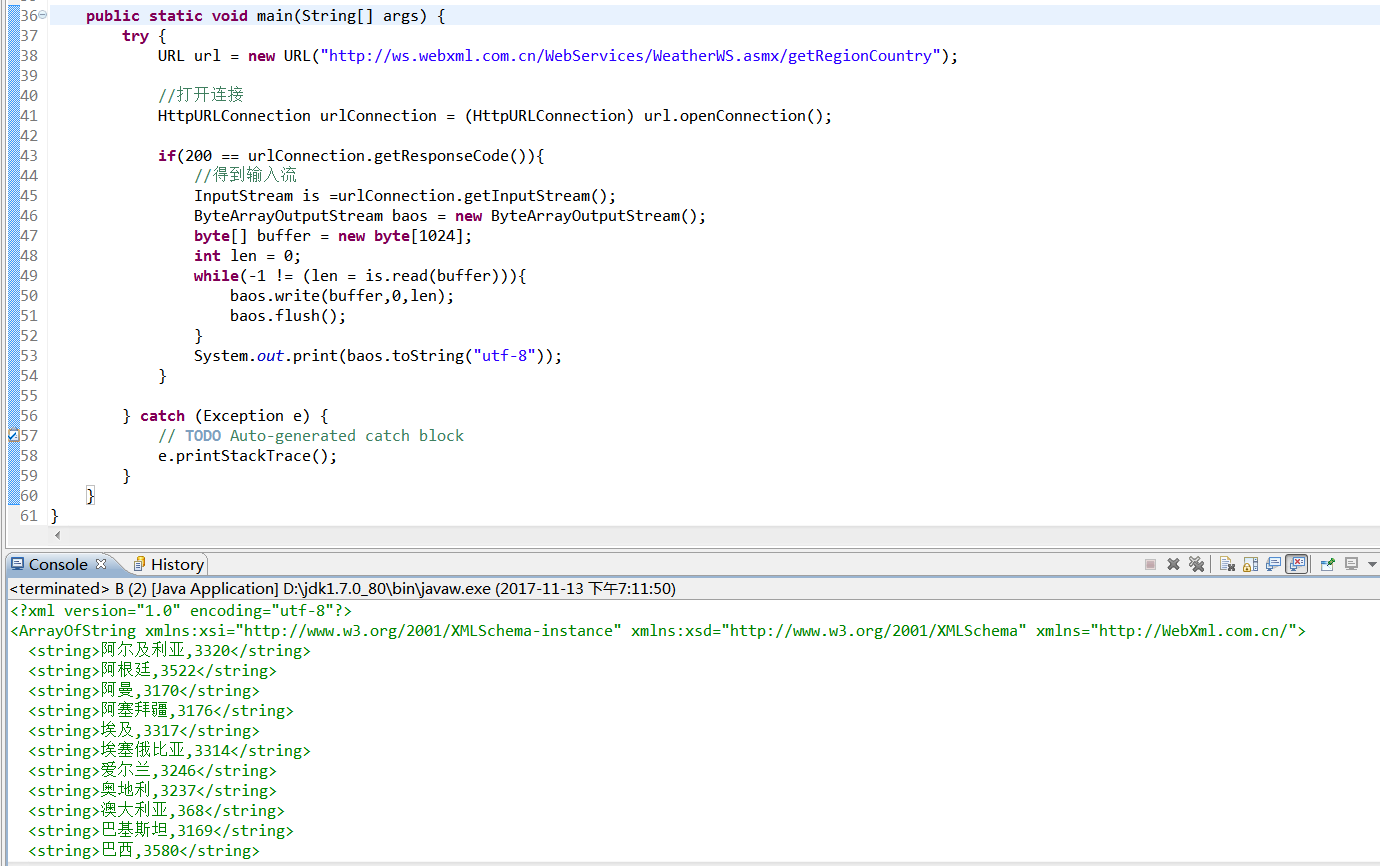 36 public static void main(String[] args) {
37 try {
38 URL url = new URL("http://ws.webxml.com.cn/WebServices/WeatherWS.asmx/getRegionCountry");
39
40 //打开连接
41 HttpURLConnection urlConnection = (HttpURLConnection) url.openConnection();
42
43 if(200 == urlConnection.getResponseCode()){
44 //得到输入流
45 InputStream is =urlConnection.getInputStream();
46 ByteArrayOutputStream baos = new ByteArrayOutputStream();
47 byte[] buffer = new byte[1024];
48 int len = 0;
49 while(-1 != (len = is.read(buffer))){
50 baos.write(buffer,0,len);
51 baos.flush();
52 }
53 System.out.print(baos.toString("utf-8"));
54 }
55
56 } catch (Exception e) {
57 // TODO Auto-generated catch block
58 e.printStackTrace();
59 }
60 }
61 }
Console History
<terminated> B (2) [Java Application] D:\jdk1.7.0_80\bin\javaw.exe (2017-11-13 下午7:11:50)
<?xml version="1.0" encoding="utf-8"?>
<ArrayOfString xmlns:xsi="http://www.w3.org/2001/XMLSchema-instance" xmlns:xsd="http://www.w3.org/2001/XMLSchema" xmlns="http://WebXml.com.cn/">
<string>阿尔及利亚,3320</string>
<string>阿根廷,3522</string>
<string>阿曼,3170</string>
<string>阿塞拜疆,3176</string>
<string>埃及,3317</string>
<string>埃塞俄比亚,3314</string>
<string>爱尔兰,3246</string>
<string>奥地利,3237</string>
<string>澳大利亚,368</string>
<string>巴基斯坦,3169</string>
<string>巴西,3580</string>